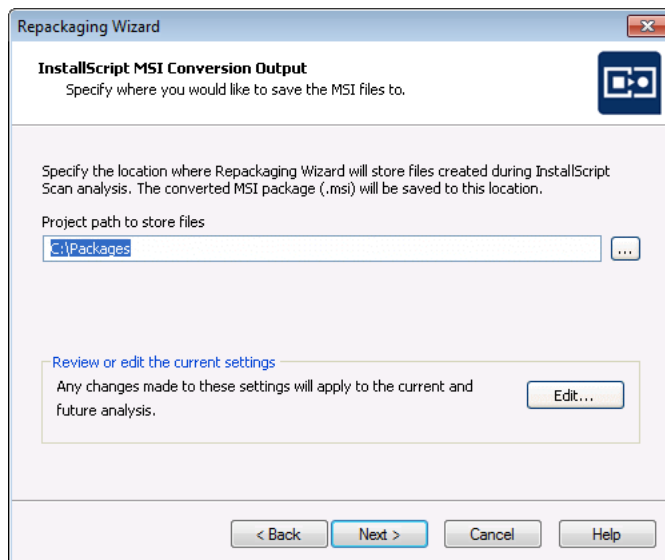 Repackaging Wizard
InstallScript MSI Conversion Output
Specify where you would like to save the MSI files to.
Specify the location where Repackaging Wizard will store files created during InstallScript
Scan analysis. The converted MSI package (.msi) will be saved to this location.
Project path to store files
C:\Packages
...
Review or edit the current settings
Any changes made to these settings will apply to the current and
future analysis.
Edit...
< Back
Next >
Cancel
Help